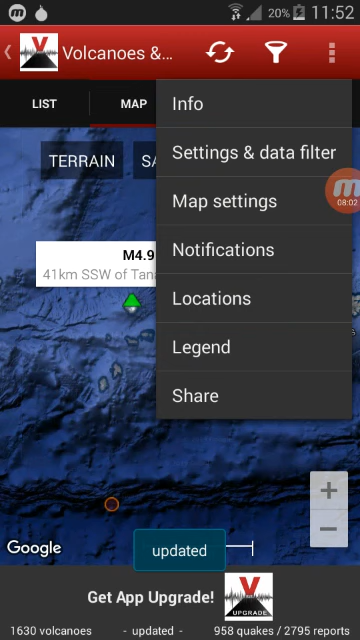 20% 11:52
Volcanoes &...
LIST
MAP
Info
Settings & data filter
Map settings
Notifications
Locations
Legend
Share
TERRAIN
SA
08:02
M4.9
41km SSW of Tana
Google
updated
+
−
Get App Upgrade!
UPGRADE
1630 volcanoes - updated - 958 quakes / 2795 reports